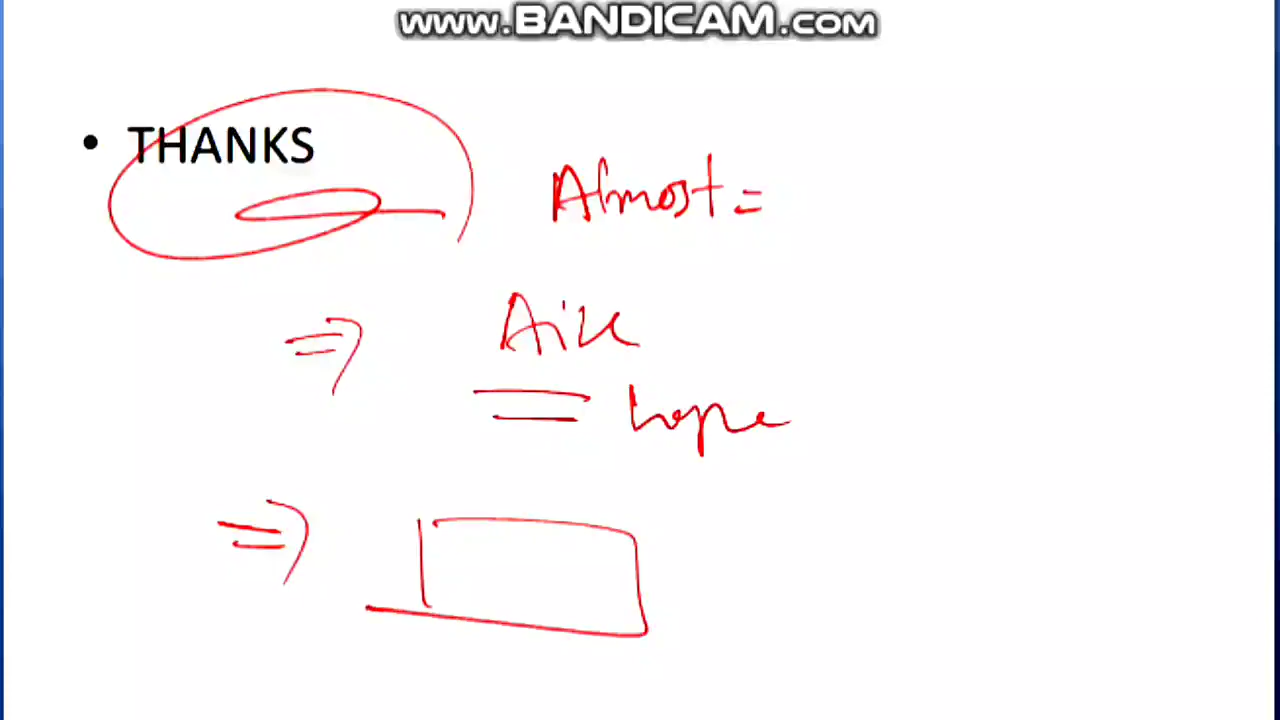 www.BANDICAM.com
• THANKS
Almost =
⇒
= hope
⇒